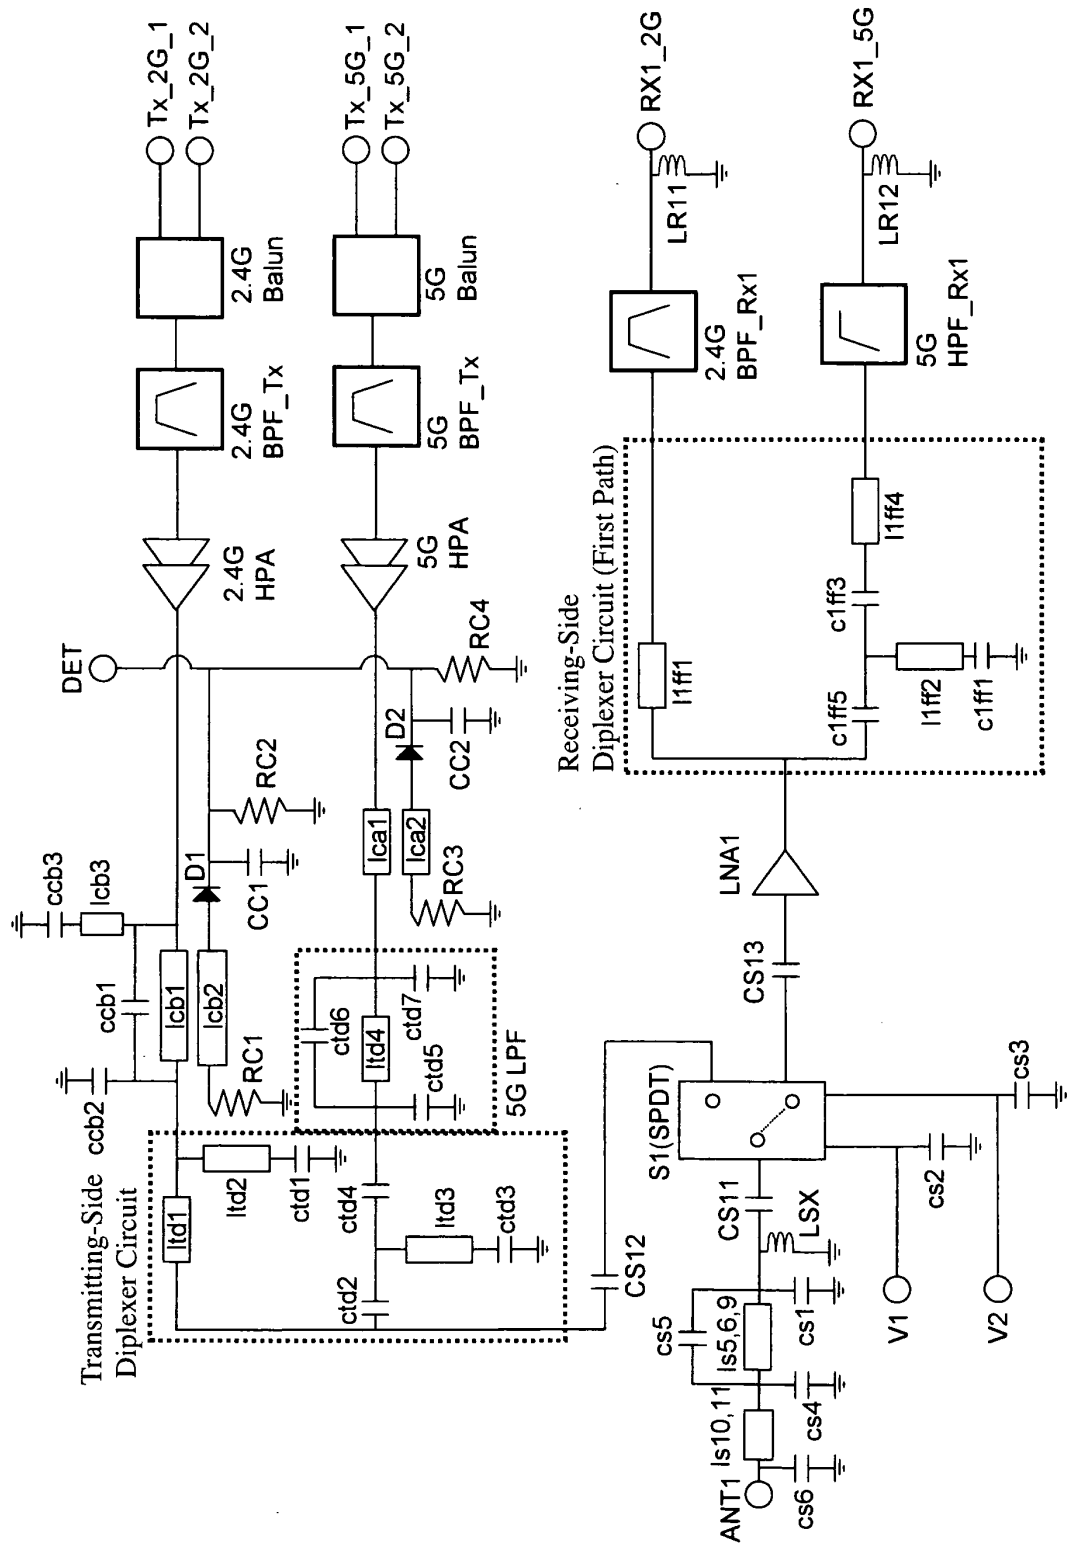 Tx_2G_1
Tx_2G_2
Tx_5G_1
Tx_5G_2
2.4G
Balun
5G
Balun
2.4G
BPF_Tx
5G
BPF_Tx
2.4G
HPA
5G
HPA
DET
RC4
D2
CC2
RC2
D1
CC1
lca1
lca2
RC3
ccb3
lcb3
ccb1
lcb1
lcb2
RC1
ccb2
ctd6
ltd4
ctd7
ctd5
5G LPF
Transmitting-Side
Diplexer Circuit
ltd1
ltd2
ctd1
ctd4
ltd3
ctd3
ctd2
CS12
RX1_2G
LR11
RX1_5G
LR12
2.4G
BPF_Rx1
5G
HPF_Rx1
Receiving-Side
Diplexer Circuit (First Path)
l1ff1
l1ff4
c1ff3
c1ff5
l1ff2
c1ff1
LNA1
CS13
S1(SPDT)
cs3
cs2
CS11
LSX
cs5
ls5,6,9
cs1
ls10,11
cs4
ANT1
cs6
V1
V2